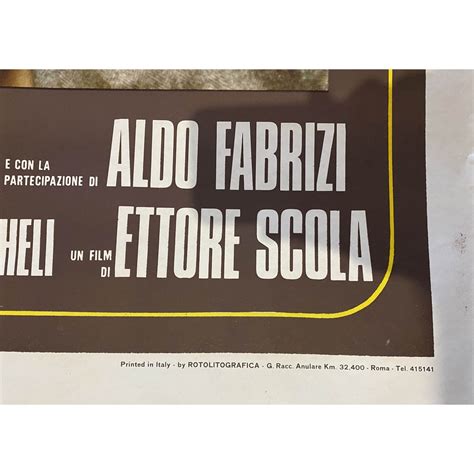 E CON LA
PARTECIPAZIONE DI ALDO FABRIZI
HELI UN FILM DI ETTORE SCOLA
Printed in Italy - by ROTOLITOGRAFICA - G. Racc. Anulare Km. 32,400 - Roma - Tel. 415141